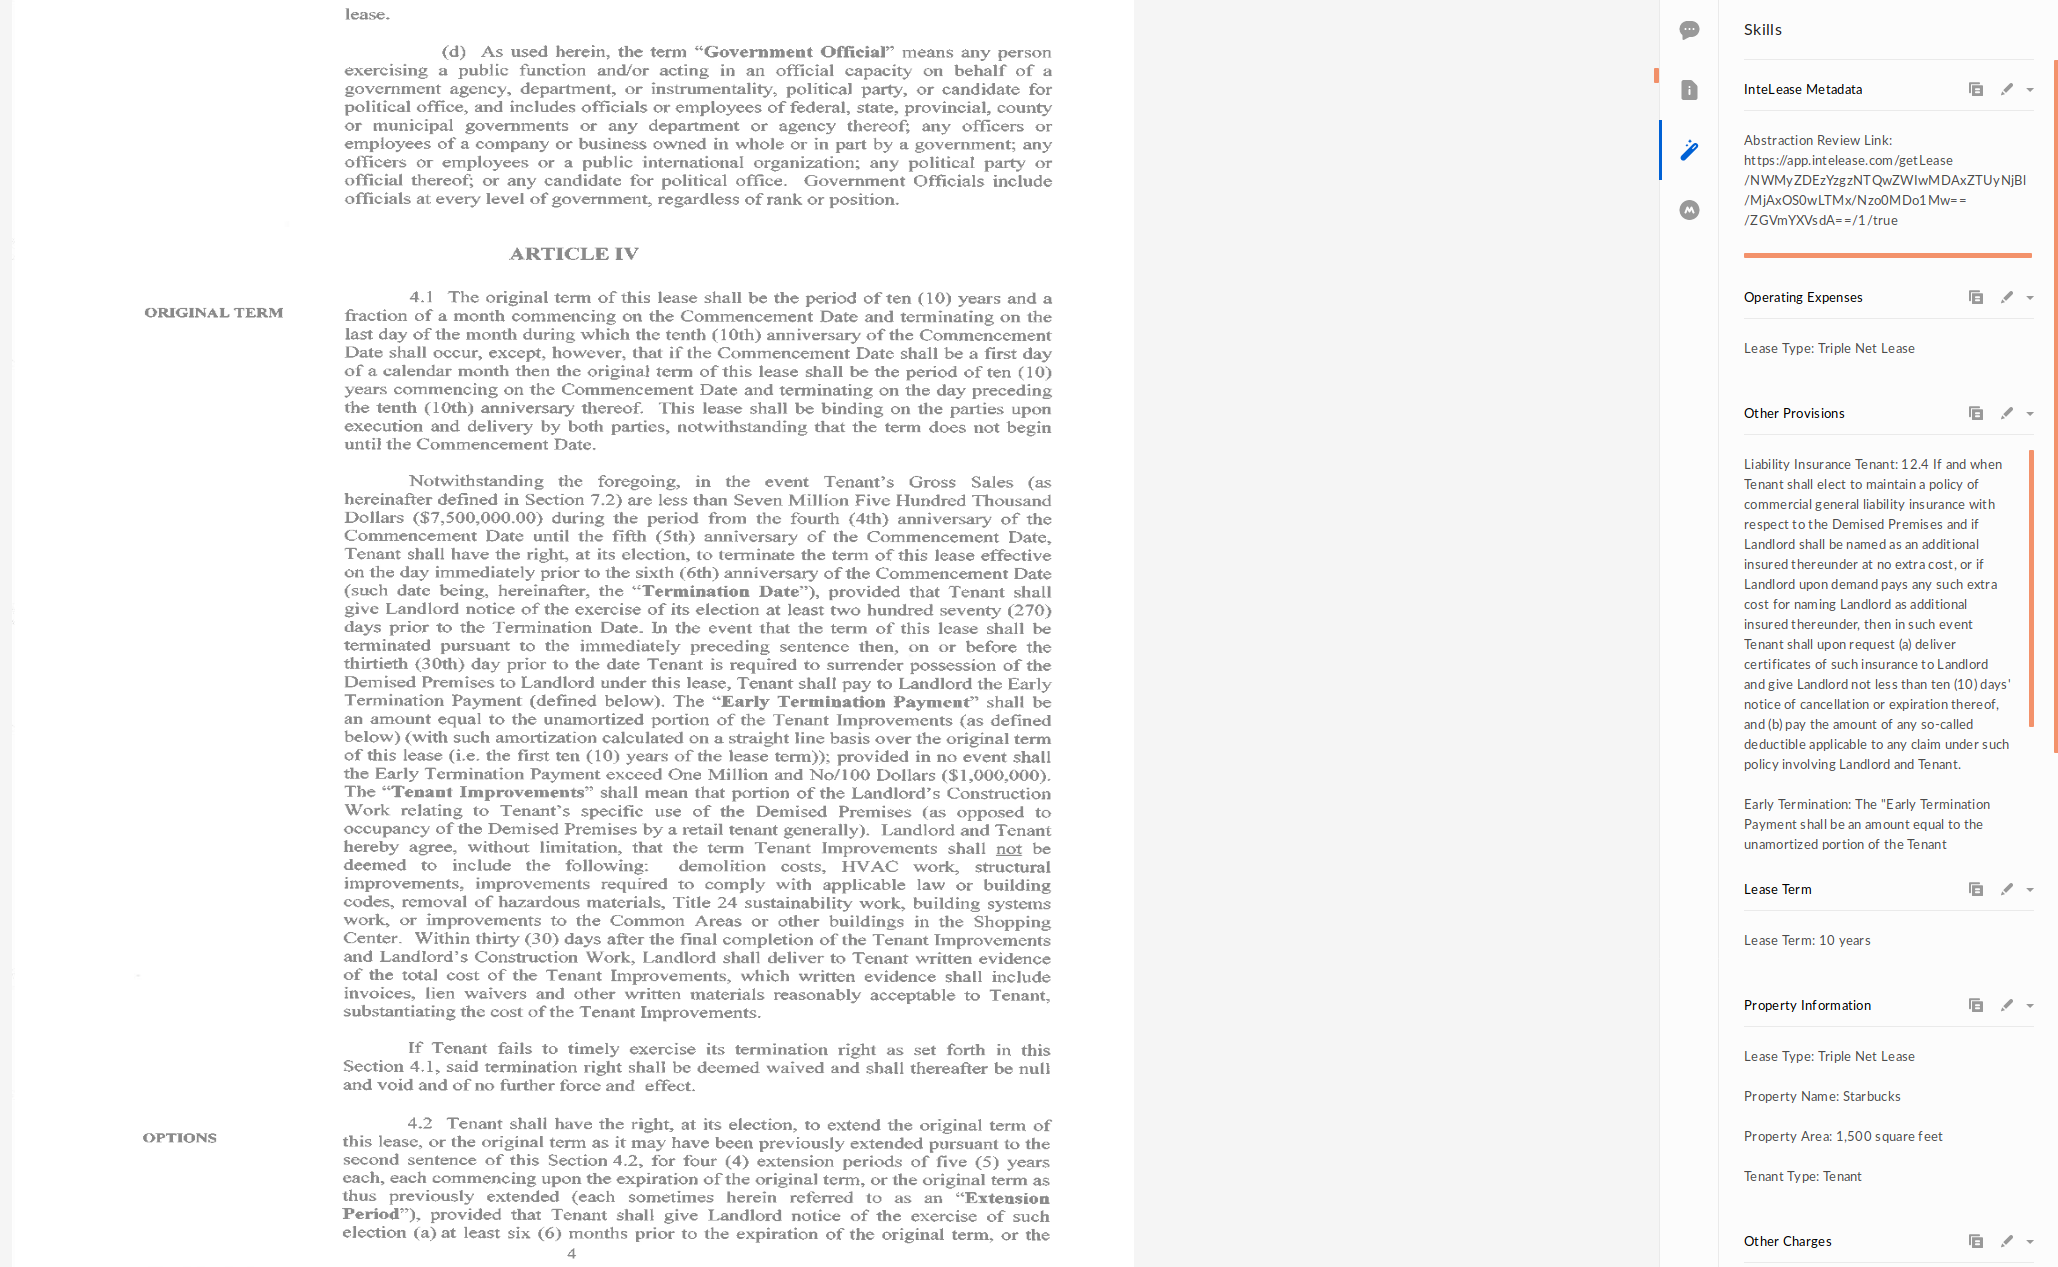 lease.
(d) As used herein, the term “Government Official” means any person
exercising a public function and/or acting in an official capacity on behalf of a
government agency, department, or instrumentality, political party, or candidate for
political office, and includes officials or employees of federal, state, provincial, county
or municipal governments or any department or agency thereof; any officers or
employees of a company or business owned in whole or in part by a government; any
officers or employees or a public international organization; any political party or
official thereof; or any candidate for political office. Government Officials include
officials at every level of government, regardless of rank or position.
ARTICLE IV
ORIGINAL TERM
4.1 The original term of this lease shall be the period of ten (10) years and a
fraction of a month commencing on the Commencement Date and terminating on the
last day of the month during which the tenth (10th) anniversary of the Commencement
Date shall occur, except, however, that if the Commencement Date shall be a first day
of a calendar month then the original term of this lease shall be the period of ten (10)
years commencing on the Commencement Date and terminating on the day preceding
the tenth (10th) anniversary thereof. This lease shall be binding on the parties upon
execution and delivery by both parties, notwithstanding that the term does not begin
until the Commencement Date.
Notwithstanding the foregoing, in the event Tenant’s Gross Sales (as
hereinafter defined in Section 7.2) are less than Seven Million Five Hundred Thousand
Dollars ($7,500,000.00) during the period from the fourth (4th) anniversary of the
Commencement Date until the fifth (5th) anniversary of the Commencement Date,
Tenant shall have the right, at its election, to terminate the term of this lease effective
on the day immediately prior to the sixth (6th) anniversary of the Commencement Date
(such date being, hereinafter, the “Termination Date”), provided that Tenant shall
give Landlord notice of the exercise of its election at least two hundred seventy (270)
days prior to the Termination Date. In the event that the term of this lease shall be
terminated pursuant to the immediately preceding sentence then, on or before the
thirtieth (30th) day prior to the date Tenant is required to surrender possession of the
Demised Premises to Landlord under this lease, Tenant shall pay to Landlord the Early
Termination Payment (defined below). The “Early Termination Payment” shall be
an amount equal to the unamortized portion of the Tenant Improvements (as defined
below) (with such amortization calculated on a straight line basis over the original term
of this lease (i.e. the first ten (10) years of the lease term)); provided in no event shall
the Early Termination Payment exceed One Million and No/100 Dollars ($1,000,000).
The “Tenant Improvements” shall mean that portion of the Landlord’s Construction
Work relating to Tenant’s specific use of the Demised Premises (as opposed to
occupancy of the Demised Premises by a retail tenant generally). Landlord and Tenant
hereby agree, without limitation, that the term Tenant Improvements shall not be
deemed to include the following: demolition costs, HVAC work, structural
improvements, improvements required to comply with applicable law or building
codes, removal of hazardous materials, Title 24 sustainability work, building systems
work, or improvements to the Common Areas or other buildings in the Shopping
Center. Within thirty (30) days after the final completion of the Tenant Improvements
and Landlord’s Construction Work, Landlord shall deliver to Tenant written evidence
of the total cost of the Tenant Improvements, which written evidence shall include
invoices, lien waivers and other written materials reasonably acceptable to Tenant,
substantiating the cost of the Tenant Improvements.
If Tenant fails to timely exercise its termination right as set forth in this
Section 4.1, said termination right shall be deemed waived and shall thereafter be null
and void and of no further force and effect.
OPTIONS
4.2 Tenant shall have the right, at its election, to extend the original term of
this lease, or the original term as it may have been previously extended pursuant to the
second sentence of this Section 4.2, for four (4) extension periods of five (5) years
each, each commencing upon the expiration of the original term, or the original term as
thus previously extended (each sometimes herein referred to as an “Extension
Period”), provided that Tenant shall give Landlord notice of the exercise of such
election (a) at least six (6) months prior to the expiration of the original term, or the
4
Skills
InteLease Metadata
Abstraction Review Link:
https://app.intelease.com/getLease
/NWMyZDEzYzgzNTQwZWIwMDAxZTUyNjBl
/MjAxOS0wLTMx/Nzo0MDo1Mw==
/ZGVmYXVsdA==/1/true
Operating Expenses
Lease Type: Triple Net Lease
Other Provisions
Liability Insurance Tenant: 12.4 If and when
Tenant shall elect to maintain a policy of
commercial general liability insurance with
respect to the Demised Premises and if
Landlord shall be named as an additional
insured thereunder at no extra cost, or if
Landlord upon demand pays any such extra
cost for naming Landlord as additional
insured thereunder, then in such event
Tenant shall upon request (a) deliver
certificates of such insurance to Landlord
and give Landlord not less than ten (10) days'
notice of cancellation or expiration thereof,
and (b) pay the amount of any so-called
deductible applicable to any claim under such
policy involving Landlord and Tenant.
Early Termination: The "Early Termination
Payment shall be an amount equal to the
unamortized portion of the Tenant
Lease Term
Lease Term: 10 years
Property Information
Lease Type: Triple Net Lease
Property Name: Starbucks
Property Area: 1,500 square feet
Tenant Type: Tenant
Other Charges